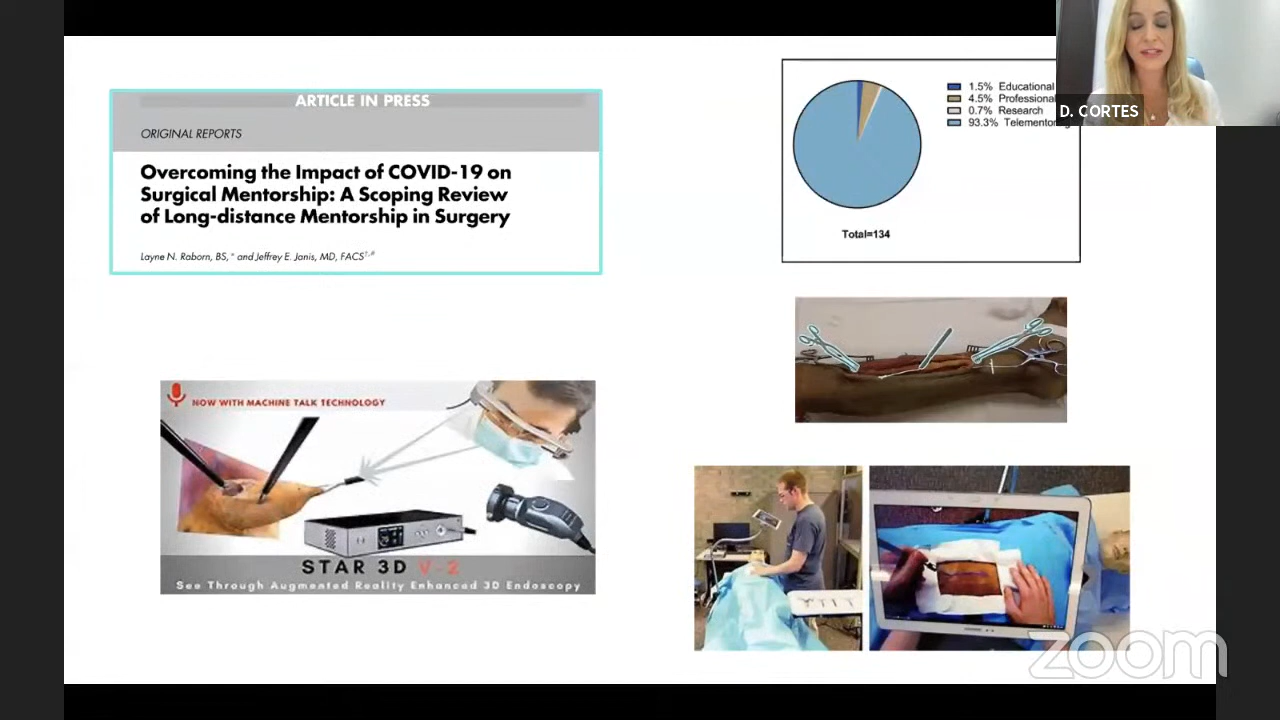 ARTICLE IN PRESS
ORIGINAL REPORTS
Overcoming the Impact of COVID-19 on
Surgical Mentorship: A Scoping Review
of Long-distance Mentorship in Surgery
Layne N. Raborn, BS,* and Jeffrey E. Janis, MD, FACS†,#
1.5% Educational
4.5% Professional
0.7% Research
93.3%
Total=134
D. CORTES
NOW WITH MACHINE TALK TECHNOLOGY
STAR 3D V-2
See Through Augmented Reality Enhanced 3D Endoscopy
zoom